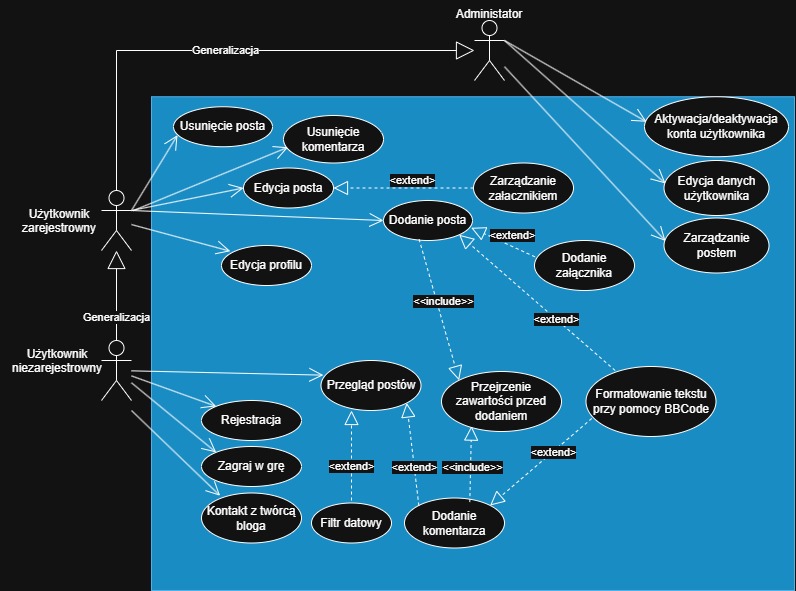 Administator
Generalizacja
Usunięcie posta
Usunięcie
komentarza
Aktywacja/deaktywacja
konta użytkownika
Edycja posta
<extend>
Zarządzanie
załacznikiem
Edycja danych
użytkownika
Użytkownik
zarejestrowny
Dodanie posta
<extend>
Zarządzanie
postem
Edycja profilu
Dodanie
załącznika
<<include>>
Generalizacja
<extend>
Użytkownik
niezarejestrowny
Przegląd postów
Przejrzenie
zawartości przed
dodaniem
Formatowanie tekstu
przy pomocy BBCode
Rejestracja
Zagraj w grę
<extend>
<extend>
<<include>>
<extend>
Kontakt z twórcą
bloga
Filtr datowy
Dodanie
komentarza